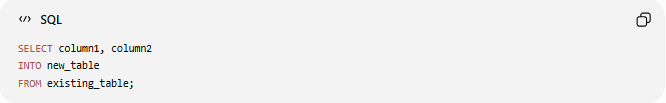 SQL
SELECT column1, column2
INTO new_table
FROM existing_table;